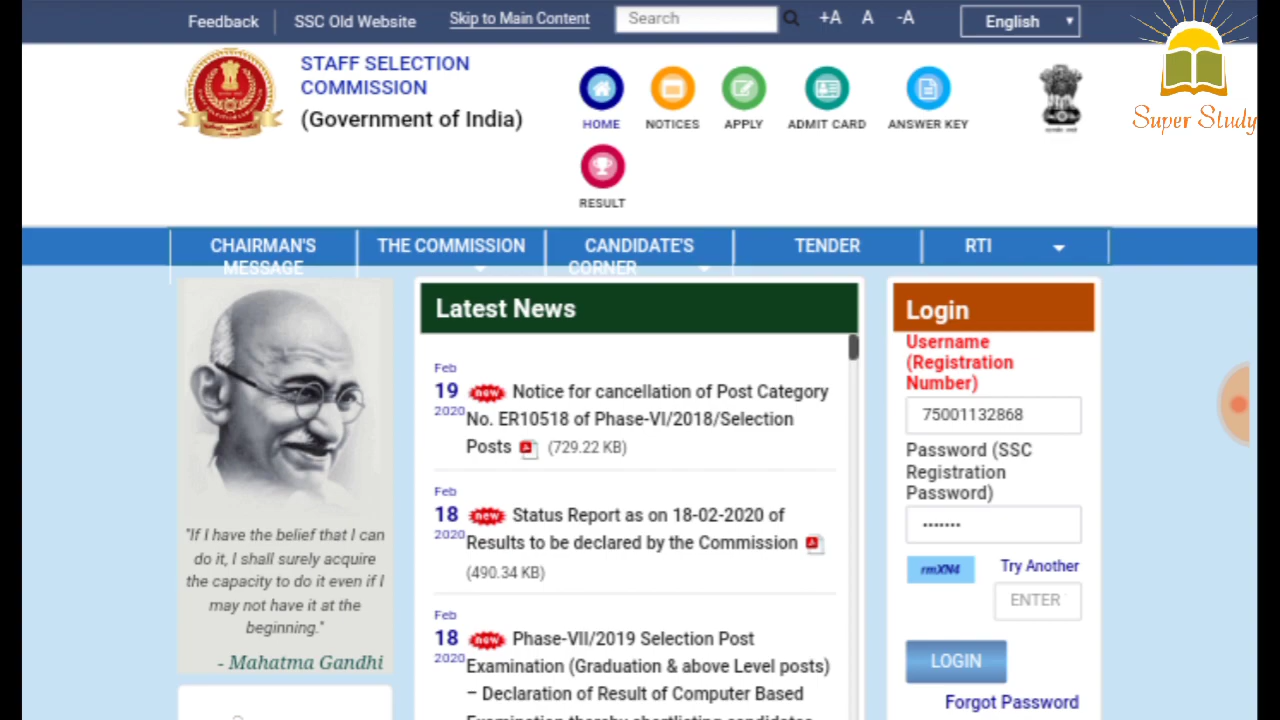 Feedback
SSC Old Website
Skip to Main Content
Search
+A A -A
English
Super Study
STAFF SELECTION
COMMISSION
(Government of India)
HOME
NOTICES
APPLY
ADMIT CARD
ANSWER KEY
RESULT
CHAIRMAN'S
MESSAGE
THE COMMISSION
CANDIDATE'S
CORNER
TENDER
RTI
"If I have the belief that I can
do it, I shall surely acquire
the capacity to do it even if I
may not have it at the
beginning."
- Mahatma Gandhi
Latest News
Feb
19
2020
new Notice for cancellation of Post Category
No. ER10518 of Phase-VI/2018/Selection
Posts (729.22 KB)
Feb
18
2020
new Status Report as on 18-02-2020 of
Results to be declared by the Commission
(490.34 KB)
Feb
18
2020
new Phase-VII/2019 Selection Post
Examination (Graduation & above Level posts)
– Declaration of Result of Computer Based
Examination thereby shortlisting candidates
Login
Username
(Registration
Number)
75001132868
Password (SSC
Registration
Password)
•••••••
rmXN4
Try Another
ENTER
LOGIN
Forgot Password